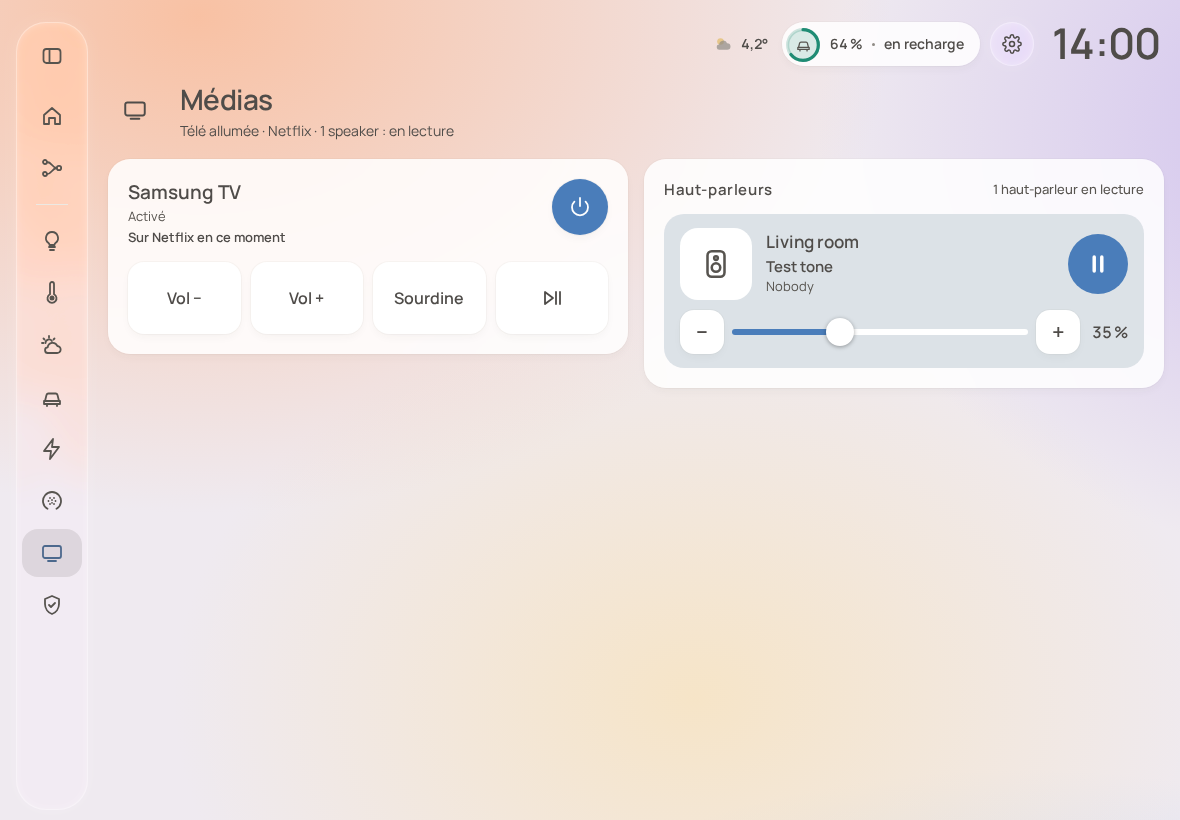 4,2°
64 % • en recharge
14:00
Médias
Télé allumée · Netflix · 1 speaker : en lecture
Samsung TV
Activé
Sur Netflix en ce moment
Vol −
Vol +
Sourdine
Haut-parleurs
1 haut-parleur en lecture
Living room
Test tone
Nobody
−
+
35 %